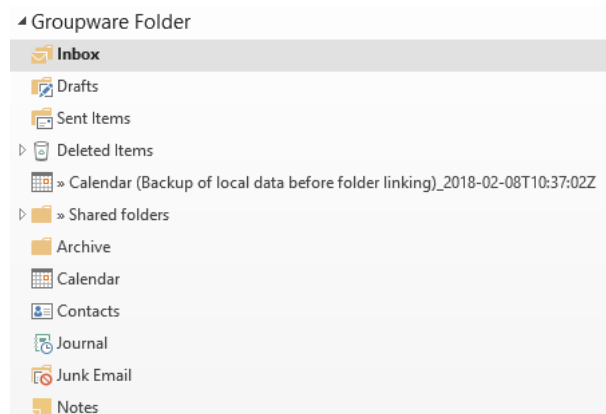 Groupware Folder
Inbox
Drafts
Sent Items
Deleted Items
» Calendar (Backup of local data before folder linking)_2018-02-08T10:37:02Z
» Shared folders
Archive
Calendar
Contacts
Journal
Junk Email
Notes